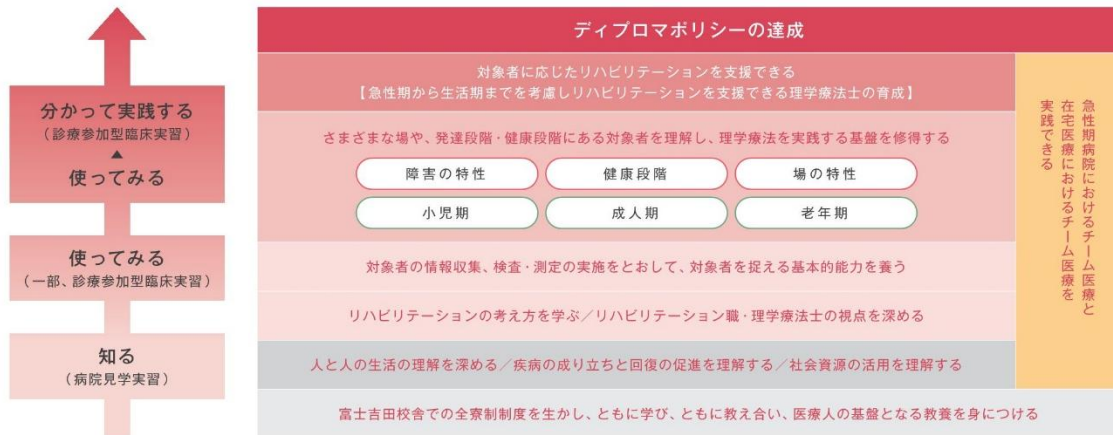 分かって実践する
(診療参加型臨床実習)
▲
使ってみる
使ってみる
(一部、診療参加型臨床実習)
知る
(病院見学実習)
ディプロマポリシーの達成
対象者に応じたリハビリテーションを支援できる
【急性期から生活期までを考慮しリハビリテーションを支援できる理学療法士の育成】
さまざまな場や、発達段階・健康段階にある対象者を理解し、理学療法を実践する基盤を修得する
障害の特性
健康段階
場の特性
小児期
成人期
老年期
対象者の情報収集、検査・測定の実施をとおして、対象者を捉える基本的能力を養う
リハビリテーションの考え方を学ぶ/リハビリテーション職・理学療法士の視点を深める
人と人の生活の理解を深める/疾病の成り立ちと回復の促進を理解する/社会資源の活用を理解する
富士吉田校舎での全寮制制度を生かし、ともに学び、ともに教え合い、医療人の基盤となる教養を身につける
急性期病院におけるチーム医療と
在宅医療におけるチーム医療を
実践できる